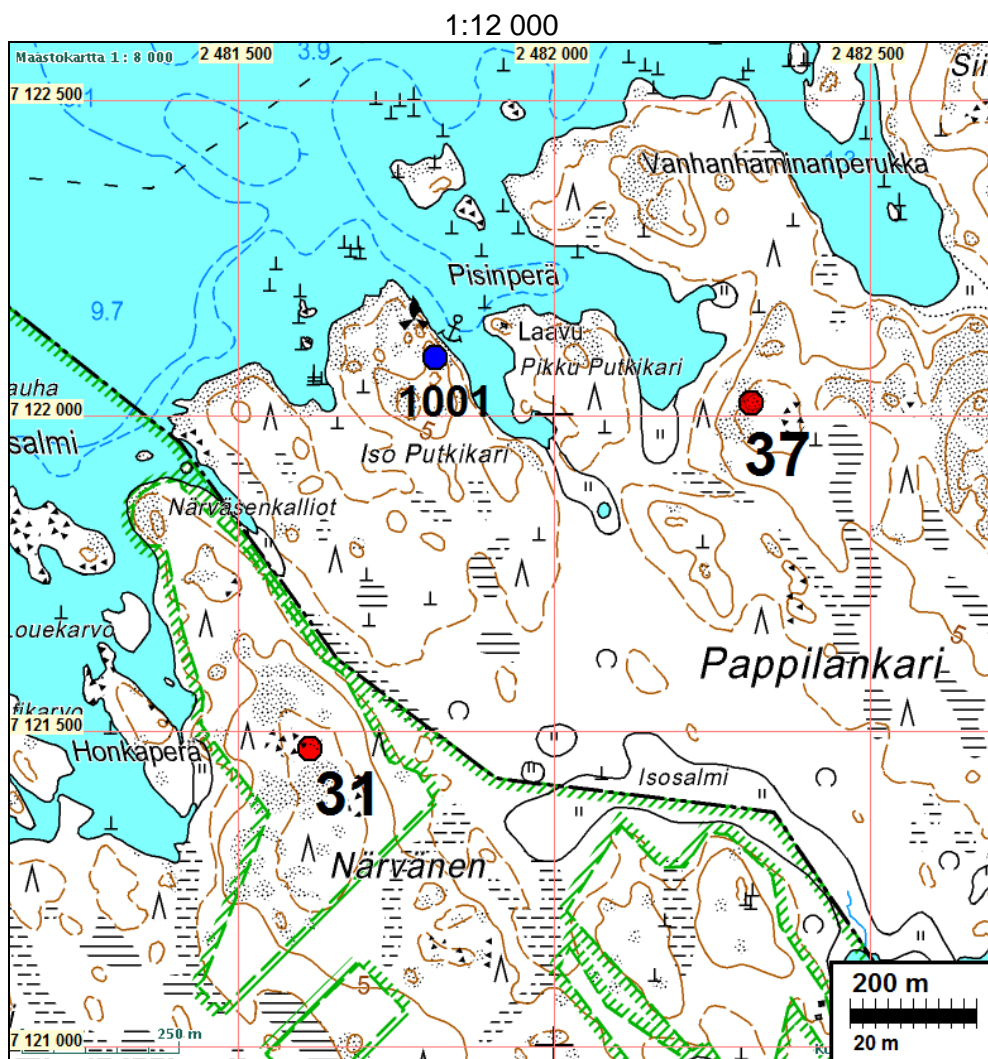 1:12 000
Maastokartta 1 : 8 000
2 481 500
3.9
2 482 000
2 482 500
Sii
7 122 500
Vanhanhaminanperukka
Pisinperä
9.7
Laavu
Pikku Putkikari
auha
1001
7 122 000
5
37
salmi
Iso Putkikari
Närväsenkalliot
Louekarvo
5
Pappilankari
tikarvo
7 121 500
Honkaperä
Isosalmi
31
Närvänen
5
200 m
20 m
250 m
7 121 000